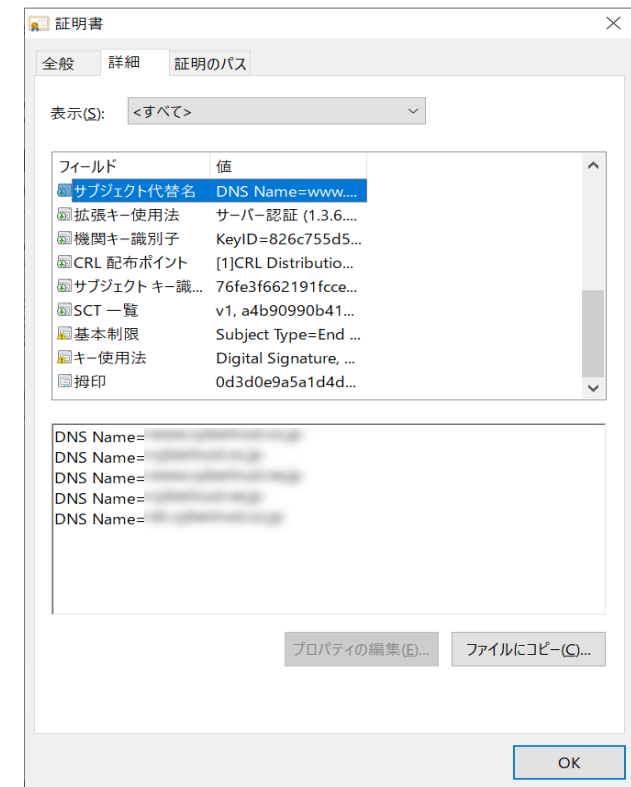 証明書
全般 詳細 証明のパス
表示(S): <すべて>
フィールド 値
サブジェクト代替名 DNS Name=www....
拡張キー使用法 サーバー認証 (1.3.6....
機関キー識別子 KeyID=826c755d5...
CRL 配布ポイント [1]CRL Distributio...
サブジェクト キー識... 76fe3f662191fcce...
SCT 一覧 v1, a4b90990b41...
基本制限 Subject Type=End ...
キー使用法 Digital Signature, ...
拇印 0d3d0e9a5a1d4d...
DNS Name=
DNS Name=
DNS Name=
DNS Name=
DNS Name=
プロパティの編集(E)... ファイルにコピー(C)...
OK